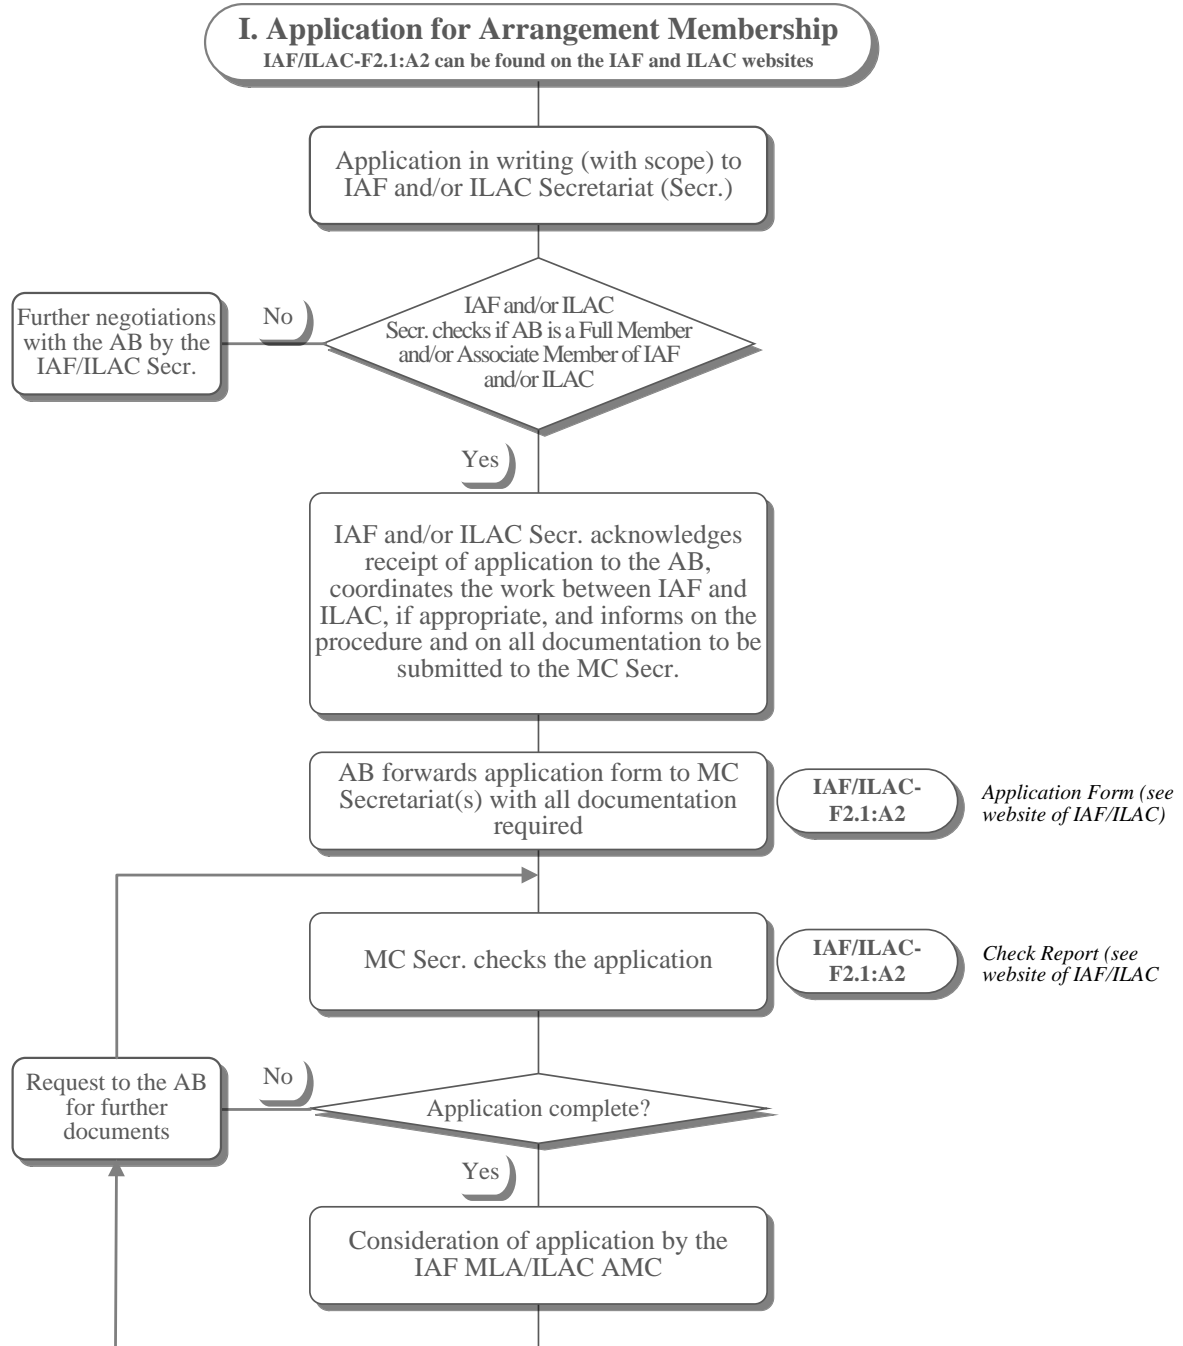 I. Application for Arrangement Membership
IAF/ILAC-F2.1:A2 can be found on the IAF and ILAC websites
Application in writing (with scope) to
IAF and/or ILAC Secretariat (Secr.)
IAF and/or ILAC
Secr. checks if AB is a Full Member
and/or Associate Member of IAF
and/or ILAC
No
Further negotiations
with the AB by the
IAF/ILAC Secr.
Yes
IAF and/or ILAC Secr. acknowledges
receipt of application to the AB,
coordinates the work between IAF and
ILAC, if appropriate, and informs on the
procedure and on all documentation to be
submitted to the MC Secr.
AB forwards application form to MC
Secretariat(s) with all documentation
required
IAF/ILAC-
F2.1:A2
Application Form (see
website of IAF/ILAC)
MC Secr. checks the application
IAF/ILAC-
F2.1:A2
Check Report (see
website of IAF/ILAC
Application complete?
No
Request to the AB
for further
documents
Yes
Consideration of application by the
IAF MLA/ILAC AMC